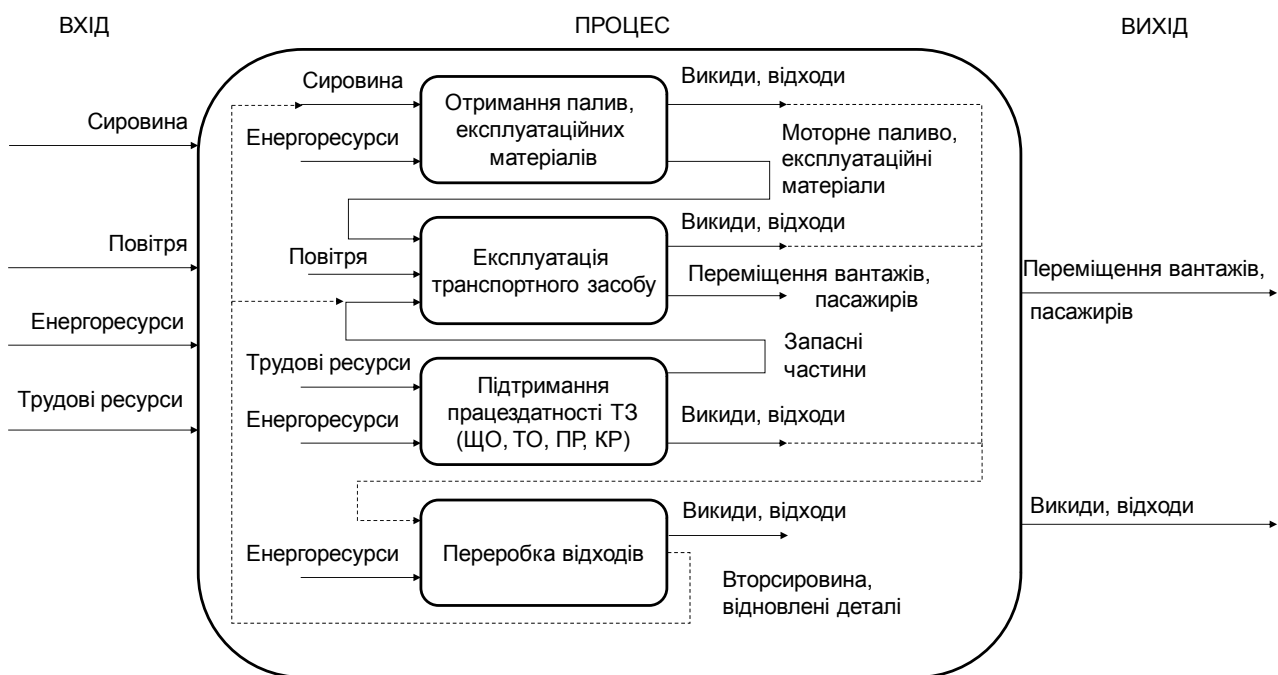 ВХІД
ПРОЦЕС
ВИХІД
Сировина
Повітря
Енергоресурси
Трудові ресурси
Сировина
Енергоресурси
Отримання палив,
експлуатаційних
матеріалів
Викиди, відходи
Моторне паливо,
експлуатаційні
матеріали
Повітря
Експлуатація
транспортного засобу
Викиди, відходи
Переміщення вантажів,
пасажирів
Запасні
частини
Трудові ресурси
Енергоресурси
Підтримання
працездатності ТЗ
(ЩО, ТО, ПР, КР)
Викиди, відходи
Енергоресурси
Переробка відходів
Викиди, відходи
Вторсировина,
відновлені деталі
Переміщення вантажів,
пасажирів
Викиди, відходи